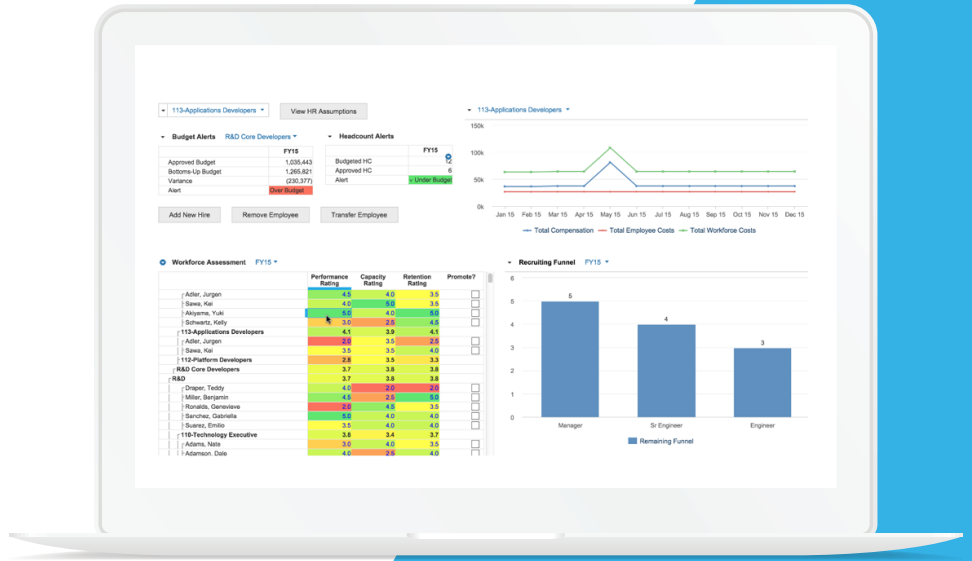 113-Applications Developers
View HR Assumptions
Budget Alerts R&D Core Developers
FY15
Approved Budget 1,035,443
Bottoms-Up Budget 1,265,821
Variance (230,377)
Alert Over Budget
Headcount Alerts
FY15
Budgeted HC 12
Approved HC 6
Alert Under Budget
Add New Hire Remove Employee Transfer Employee
113-Applications Developers
150k
100k
50k
0k
Jan 15 Feb 15 Mar 15 Apr 15 May 15 Jun 15 Jul 15 Aug 15 Sep 15 Oct 15 Nov 15 Dec 15
Total Compensation Total Employee Costs Total Workforce Costs
Workforce Assessment FY15
Performance Rating Capacity Rating Retention Rating Promote?
Adler, Jurgen 4.5 4.0 3.5
Sawa, Kai 4.0 5.0 3.5
Akiyama, Yuki 5.0 4.0 5.0
Schwartz, Kelly 3.0 2.5 4.5
113-Applications Developers 4.1 3.9 4.1
Adler, Jurgen 2.0 3.5 2.5
Sawa, Kai 3.5 3.5 4.0
112-Platform Developers 2.8 3.5 3.3
R&D Core Developers 3.7 3.8 3.8
R&D 3.7 3.8 3.8
Draper, Teddy 4.0 2.0 2.0
Miller, Benjamin 4.5 2.5 5.0
Ronalds, Genevieve 2.0 4.5 3.5
Sanchez, Gabriella 5.0 4.0 4.0
Suarez, Emilio 3.5 4.0 4.0
110-Technology Executive 3.8 3.4 3.7
Adams, Nate 3.0 4.0 3.5
Adamson, Dale 4.0 2.5 4.0
Recruiting Funnel FY15
6
5
4
3
2
1
0
5
4
3
Manager Sr Engineer Engineer
Remaining Funnel